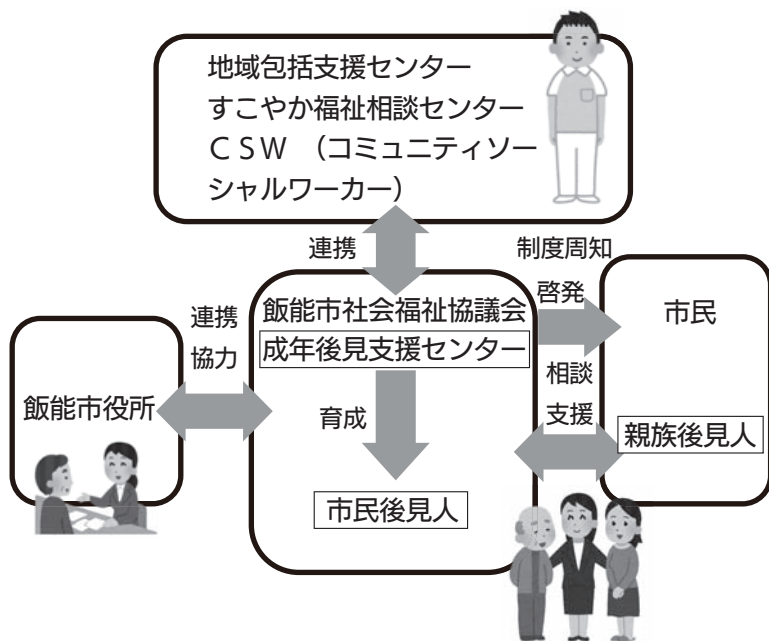 地域包括支援センター
すこやか福祉相談センター
ＣＳＷ （コミュニティソー
シャルワーカー）
連携
制度周知
啓発
市民
飯能市社会福祉協議会
成年後見支援センター
連携
協力
飯能市役所
相談
支援
育成
親族後見人
市民後見人